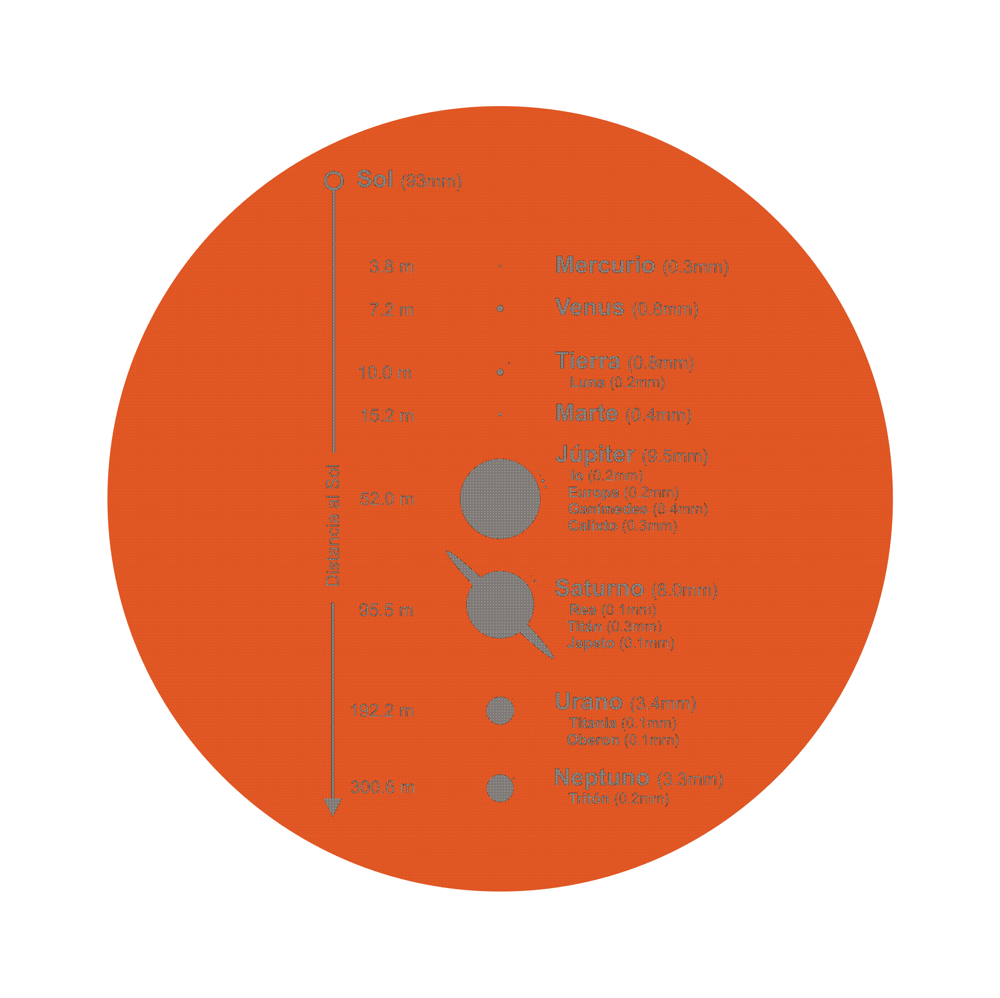 Sol (93mm)
3.8 m
Mercurio (0.3mm)
7.2 m
Venus (0.8mm)
10.0 m
Tierra (0.8mm)
Luna (0.2mm)
15.2 m
Marte (0.4mm)
Distancia al Sol
52.0 m
Júpiter (9.5mm)
Io (0.2mm)
Europa (0.2mm)
Ganímedes (0.4mm)
Calixto (0.3mm)
95.5 m
Saturno (8.0mm)
Rea (0.1mm)
Titán (0.3mm)
Japeto (0.1mm)
192.2 m
Urano (3.4mm)
Titania (0.1mm)
Oberon (0.1mm)
300.6 m
Neptuno (3.3mm)
Tritón (0.2mm)